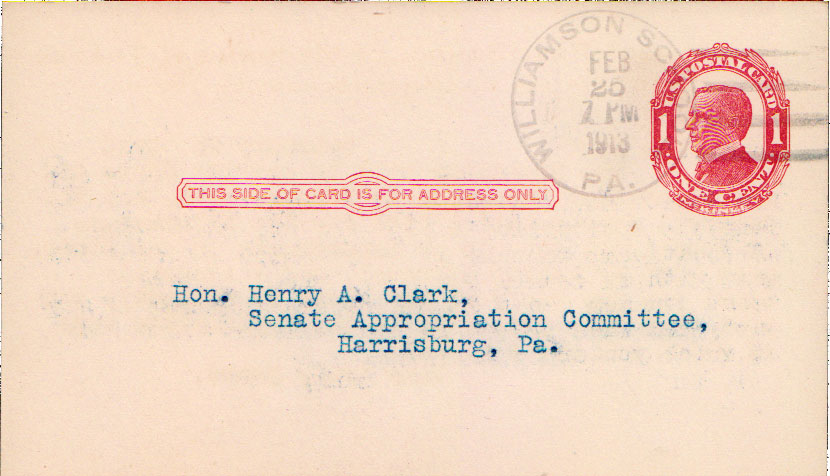 WILLIAMSON SC
FEB
25
7 PM
1913
PA.
U.S. POSTAL CARD
1 1
THIS SIDE OF CARD IS FOR ADDRESS ONLY
Hon. Henry A. Clark,
Senate Appropriation Committee,
Harrisburg, Pa.